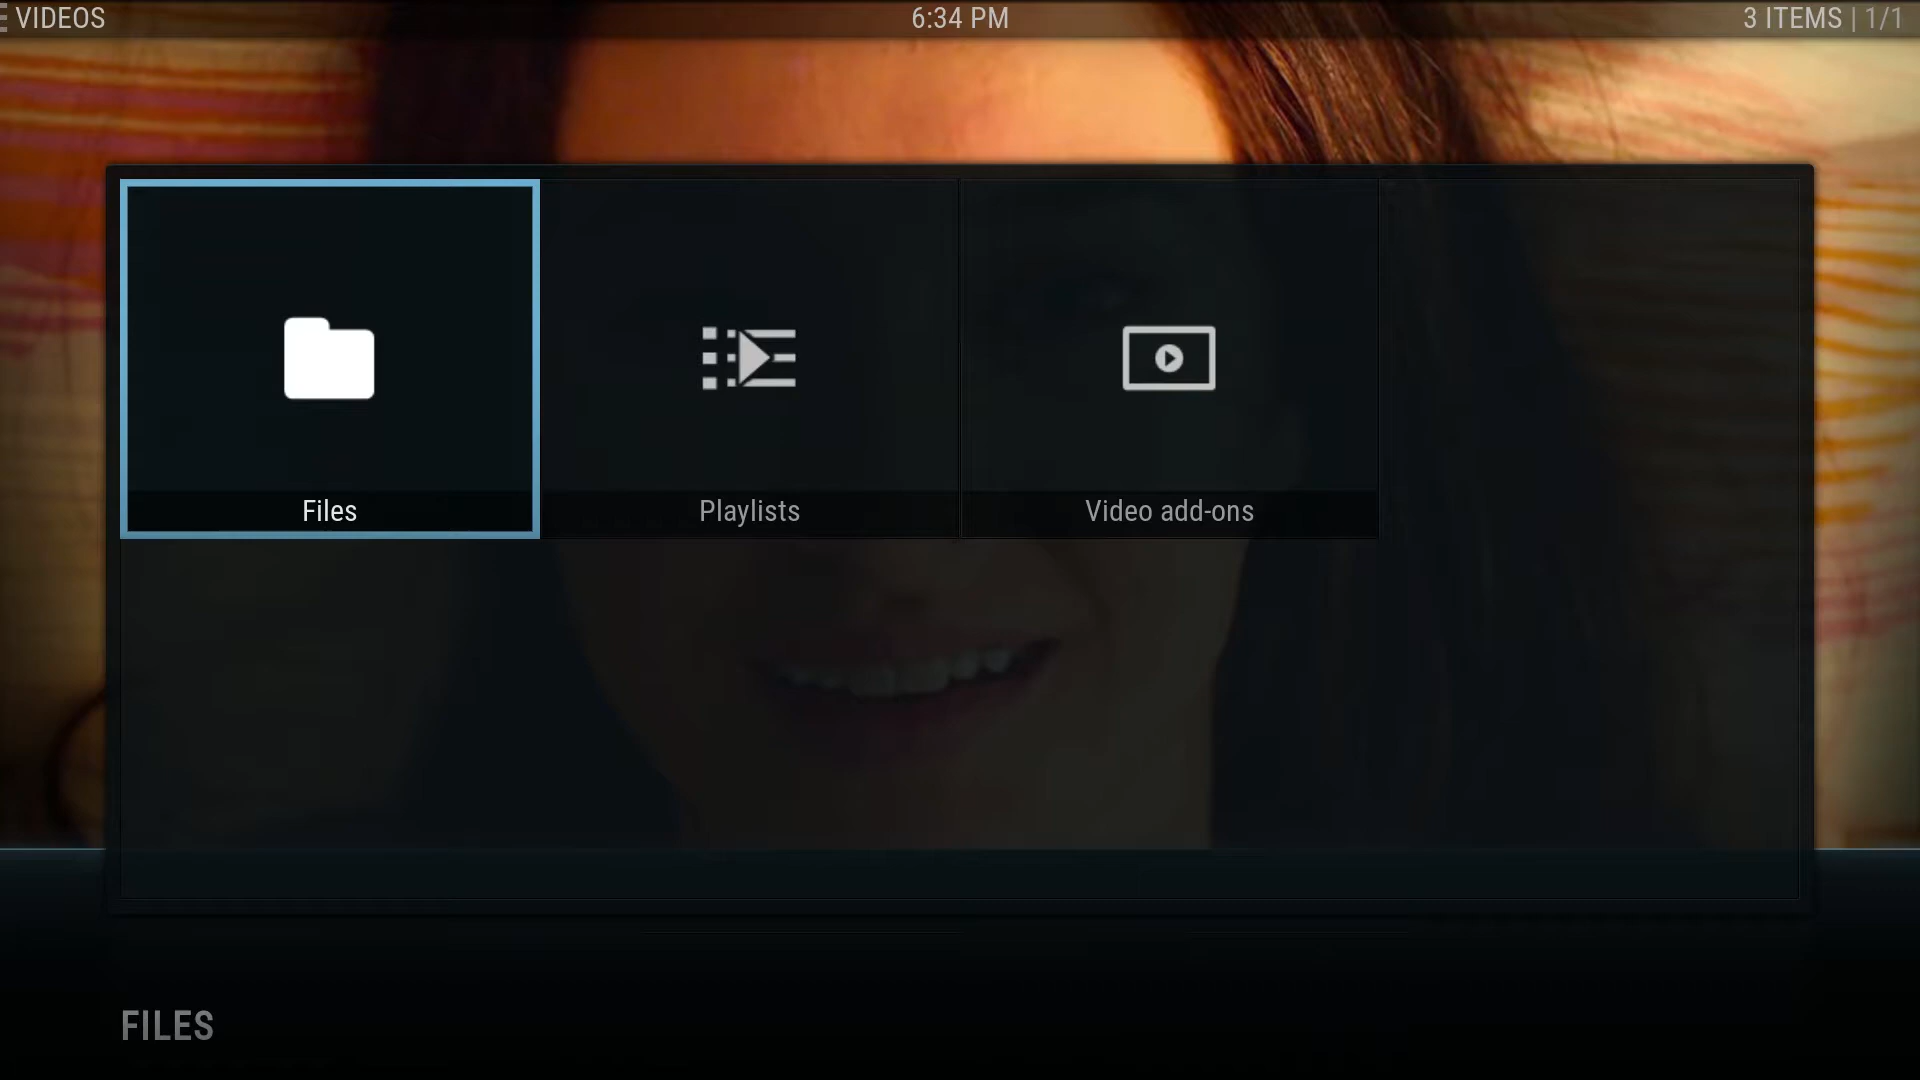 VIDEOS
6:34 PM
3 ITEMS | 1/1
Files
Playlists
Video add-ons
FILES